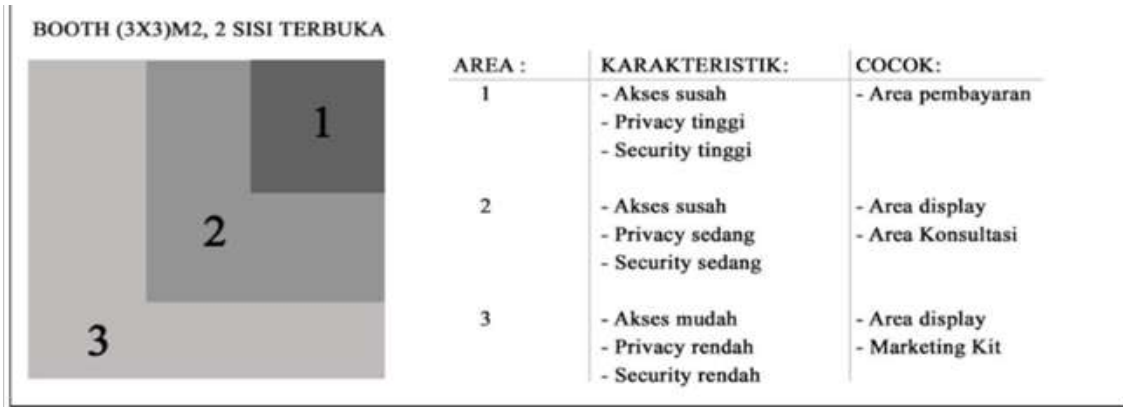 BOOTH (3X3)M2, 2 SISI TERBUKA
1
2
3
AREA : KARAKTERISTIK: COCOK:
1 - Akses susah - Area pembayaran
- Privacy tinggi
- Security tinggi
2 - Akses susah - Area display
- Privacy sedang - Area Konsultasi
- Security sedang
3 - Akses mudah - Area display
- Privacy rendah - Marketing Kit
- Security rendah